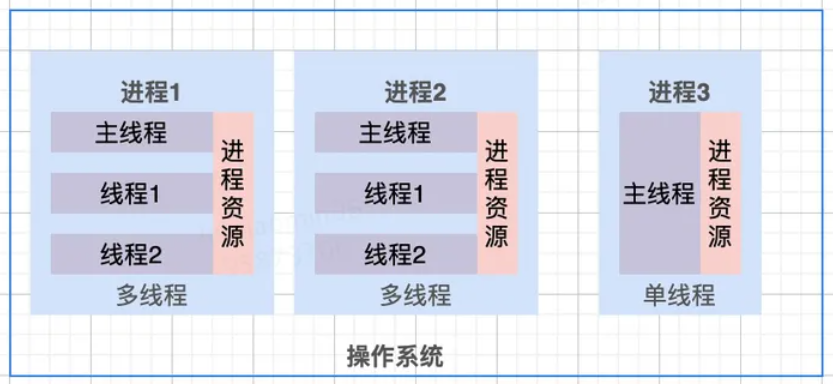 进程1
主线程
线程1
线程2
进程资源
多线程
进程2
主线程
线程1
线程2
进程资源
多线程
进程3
主线程
进程资源
单线程
操作系统